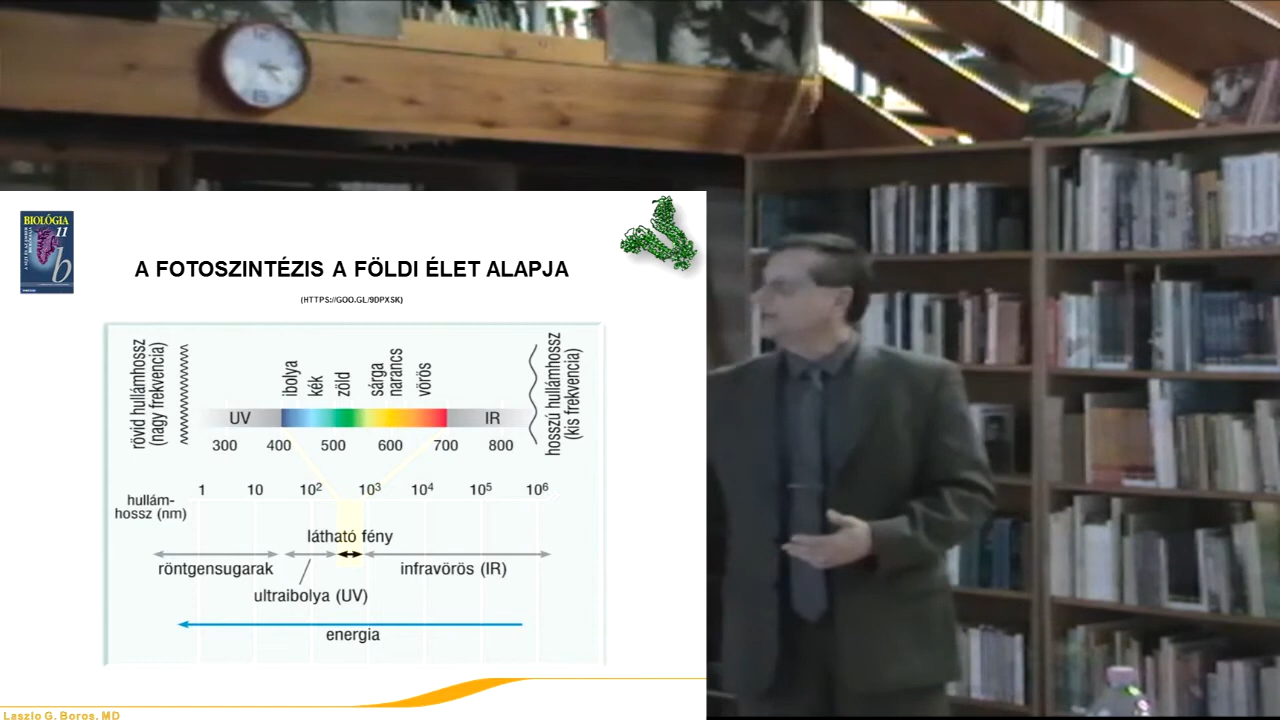 12
BIOLÓGIA
11
b
A FOTOSZINTÉZIS A FÖLDI ÉLET ALAPJA
(HTTPS://GOO.GL/9DPXSK)
rövid hullámhossz
(nagy frekvencia)
ibolya
kék
zöld
sárga
narancs
vörös
hosszú hullámhossz
(kis frekvencia)
UV
IR
300 400 500 600 700 800
1 10 10² 10³ 10⁴ 10⁵ 10⁶
hullám-
hossz (nm)
látható fény
röntgensugarak
infravörös (IR)
ultraibolya (UV)
energia
Laszlo G. Boros, MD